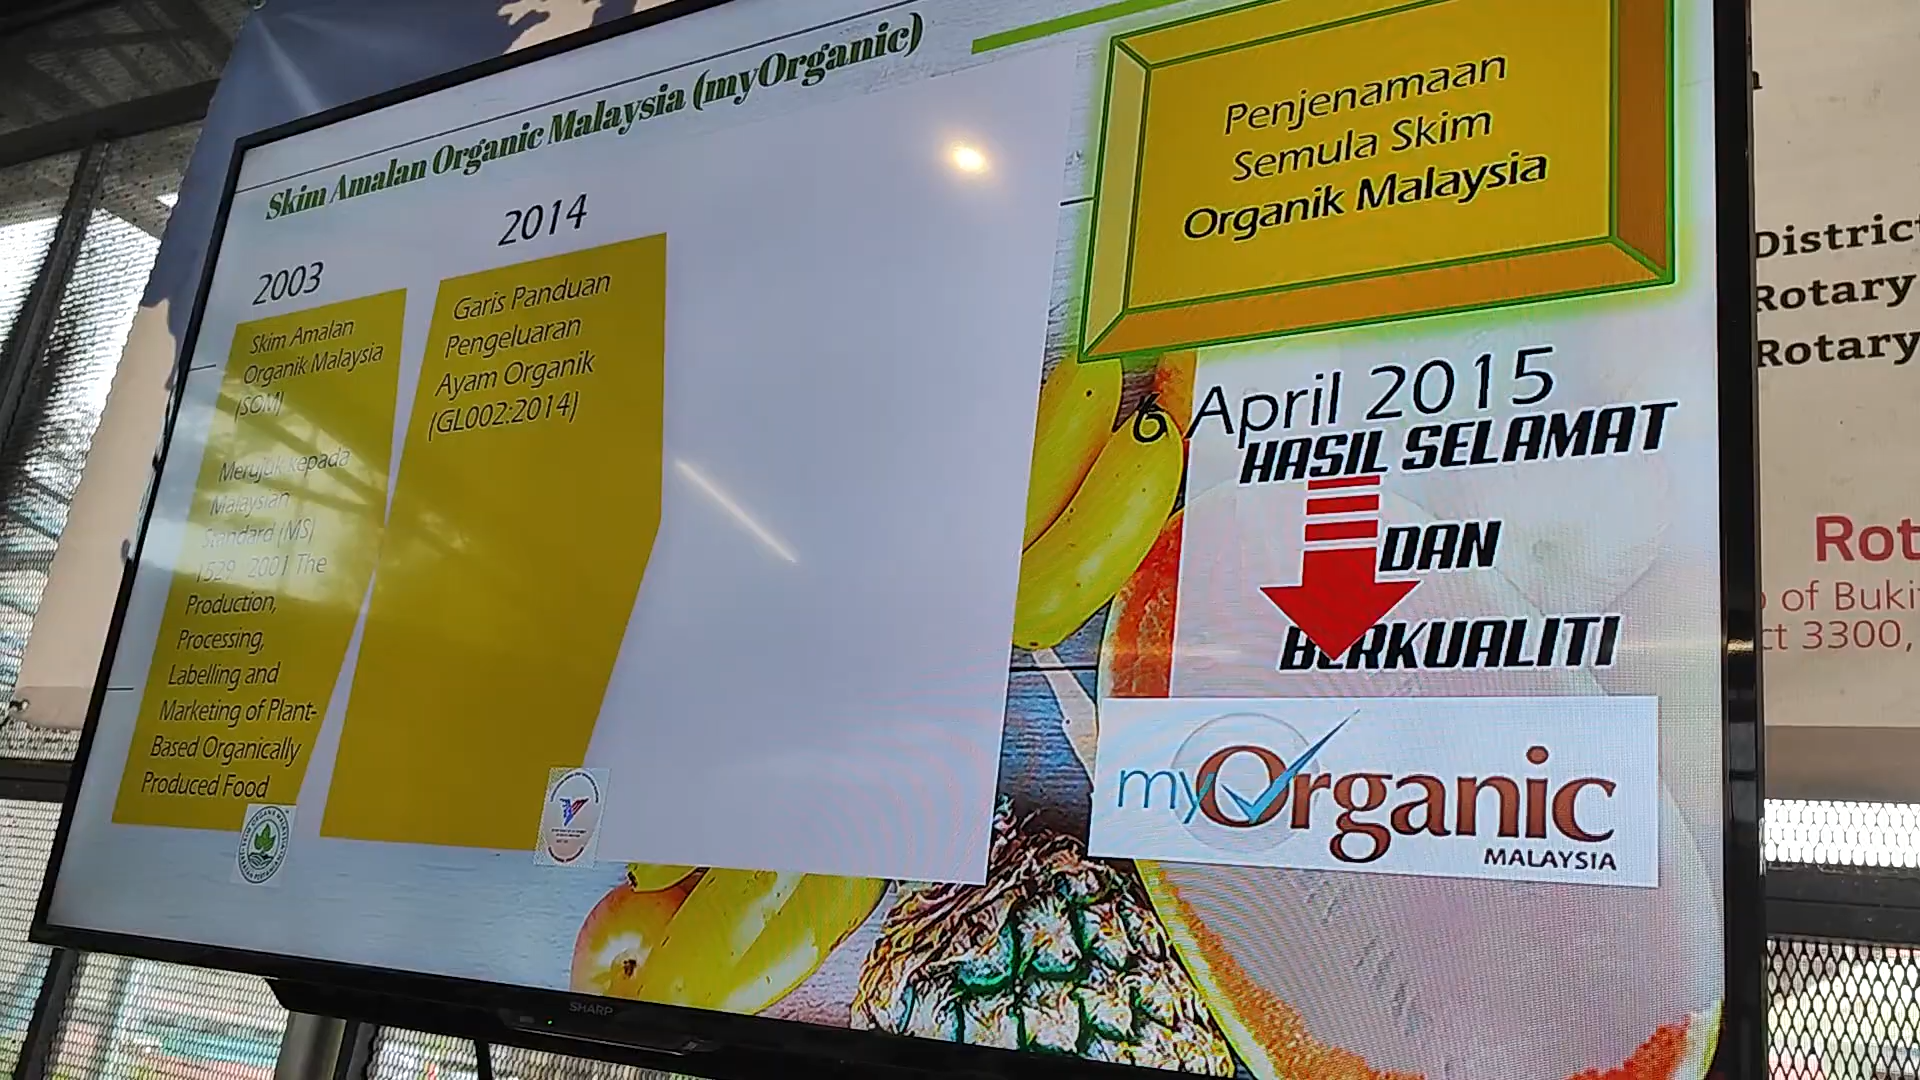 Skim Amalan Organic Malaysia (myOrganic)
2003
Skim Amalan
Organik Malaysia
(SOM)
Merujuk kepada
Malaysian
Standard (MS)
1529 2001 The
Production,
Processing,
Labelling and
Marketing of Plant-
Based Organically
Produced Food
2014
Garis Panduan
Pengeluaran
Ayam Organik
(GL002:2014)
Penjenamaan
Semula Skim
Organik Malaysia
6 April 2015
HASIL SELAMAT
DAN
BERKUALITI
myOrganic
MALAYSIA
SHARP
Distric
Rotary
Rotary
Rot
of Buki
ct 3300,